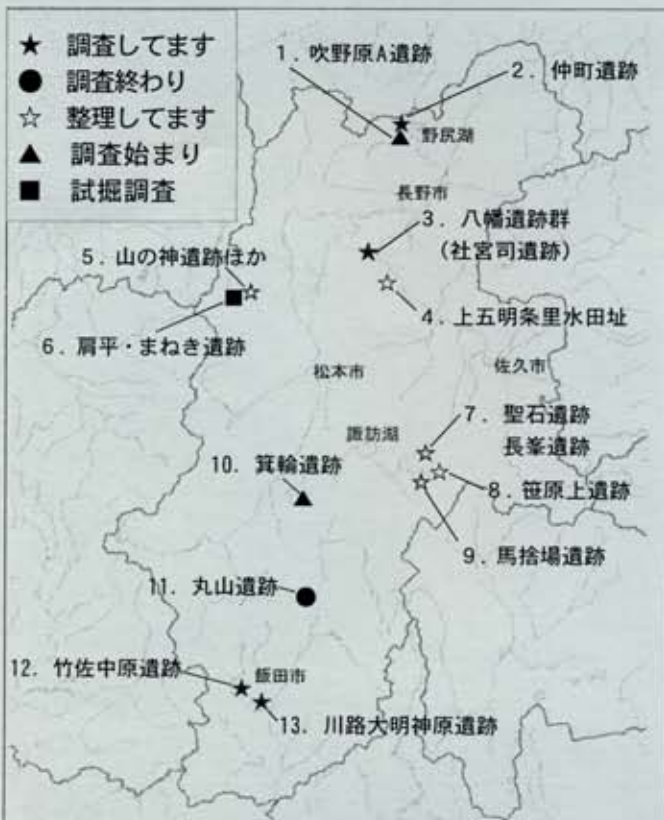 ★ 調査してます
● 調査終わり
☆ 整理してます
▲ 調査始まり
■ 試掘調査
1．吹野原A遺跡
2．仲町遺跡
野尻湖
長野市
3．八幡遺跡群
（社宮司遺跡）
5．山の神遺跡ほか
4．上五明条里水田址
6．肩平・まねき遺跡
松本市
佐久市
諏訪湖
7．聖石遺跡
長峯遺跡
10．箕輪遺跡
8．笹原上遺跡
9．馬捨場遺跡
11．丸山遺跡
12．竹佐中原遺跡
飯田市
13．川路大明神原遺跡